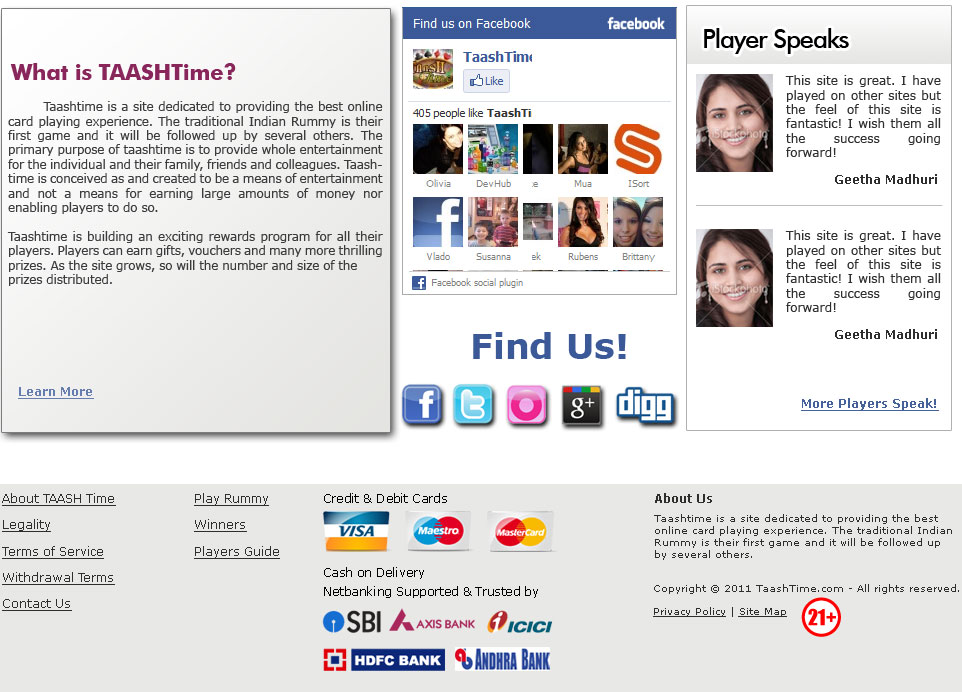 What is TAASHTime?
Taashtime is a site dedicated to providing the best online
card playing experience. The traditional Indian Rummy is their
first game and it will be followed up by several others. The
primary purpose of taashtime is to provide whole entertainment
for the individual and their family, friends and colleagues. Taash-
time is conceived as and created to be a means of entertainment
and not a means for earning large amounts of money nor
enabling players to do so.
Taashtime is building an exciting rewards program for all their
players. Players can earn gifts, vouchers and many more thrilling
prizes. As the site grows, so will the number and size of the
prizes distributed.
Learn More
Find us on Facebook facebook
TaashTime
Like
405 people like TaashTi
Olivia DevHub e Mua ISort
Vlado Susanna ek Rubens Brittany
Facebook social plugin
Find Us!
f t g+ digg
Player Speaks
This site is great. I have
played on other sites but
the feel of this site is
fantastic! I wish them all
the success going
forward!
Geetha Madhuri
This site is great. I have
played on other sites but
the feel of this site is
fantastic! I wish them all
the success going
forward!
Geetha Madhuri
More Players Speak!
About TAASH Time
Legality
Terms of Service
Withdrawal Terms
Contact Us
Play Rummy
Winners
Players Guide
Credit & Debit Cards
VISA Maestro MasterCard
Cash on Delivery
Netbanking Supported & Trusted by
SBI AXIS BANK ICICI
HDFC BANK ANDHRA BANK
About Us
Taashtime is a site dedicated to providing the best
online card playing experience. The traditional Indian
Rummy is their first game and it will be followed up
by several others.
Copyright © 2011 TaashTime.com - All rights reserved.
Privacy Policy | Site Map 21+